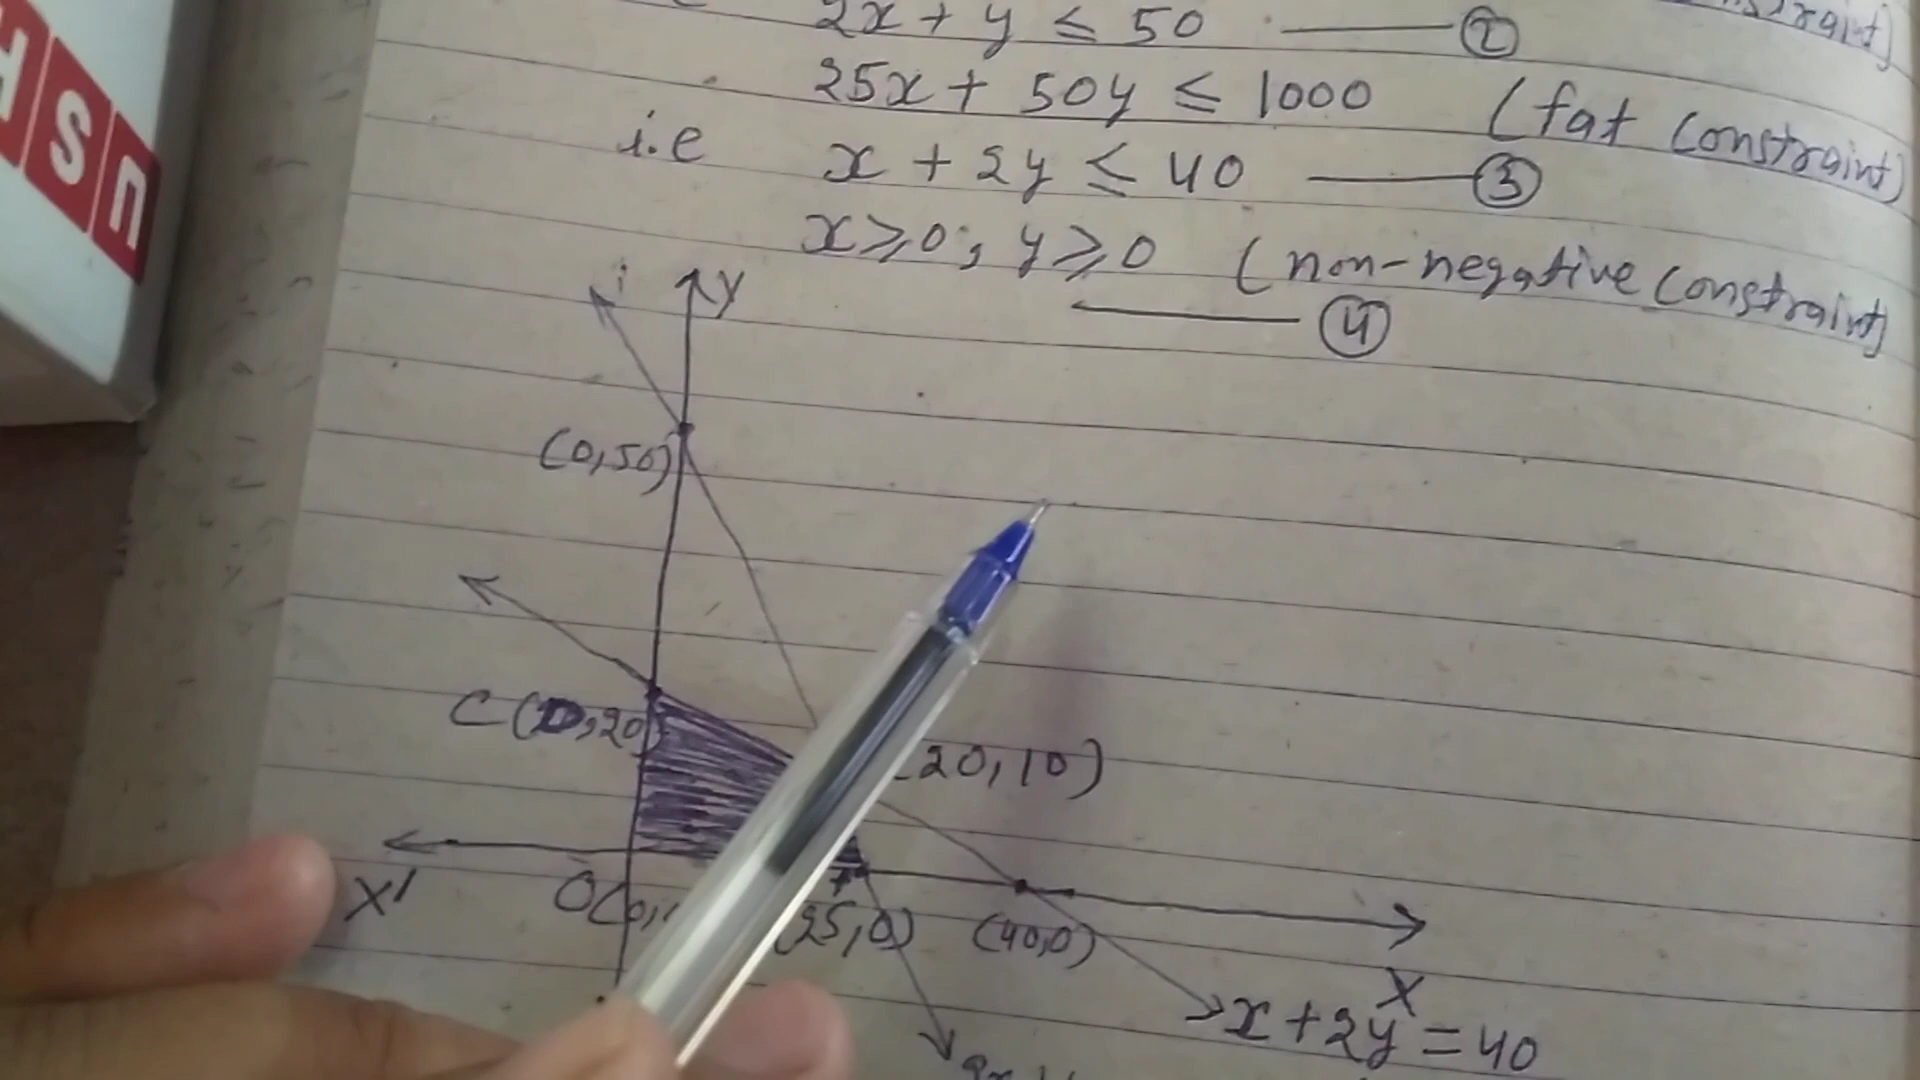 2x + y ≤ 50 ——— ②
25x + 50y ≤ 1000 (fat constraint)
i.e x + 2y ≤ 40 ——— ③
x ≥ 0 ; y ≥ 0 (non-negative constraint)
——— ④
Y
(0,50)
C(0,20)
20,10)
X'
O(0,
(25,0)
(40,0)
X
x + 2y = 40